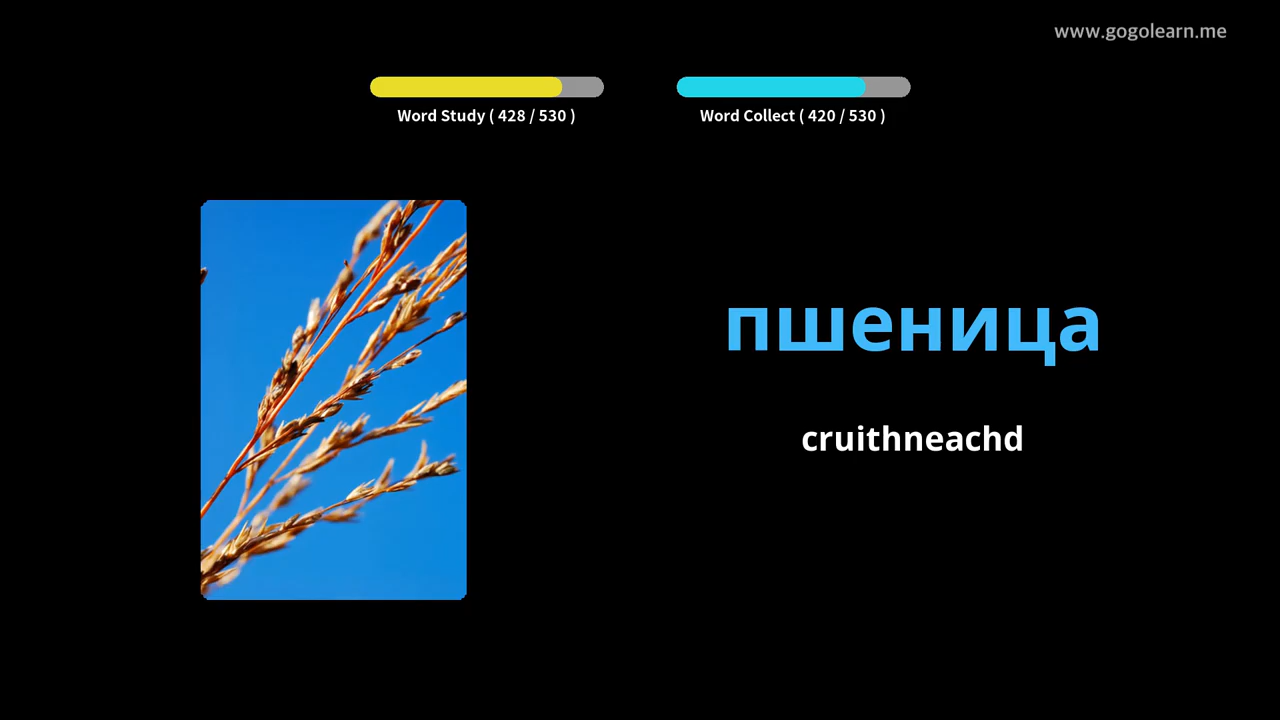 www.gogolearn.me
Word Study ( 428 / 530 )
Word Collect ( 420 / 530 )
пшеница
cruithneachd